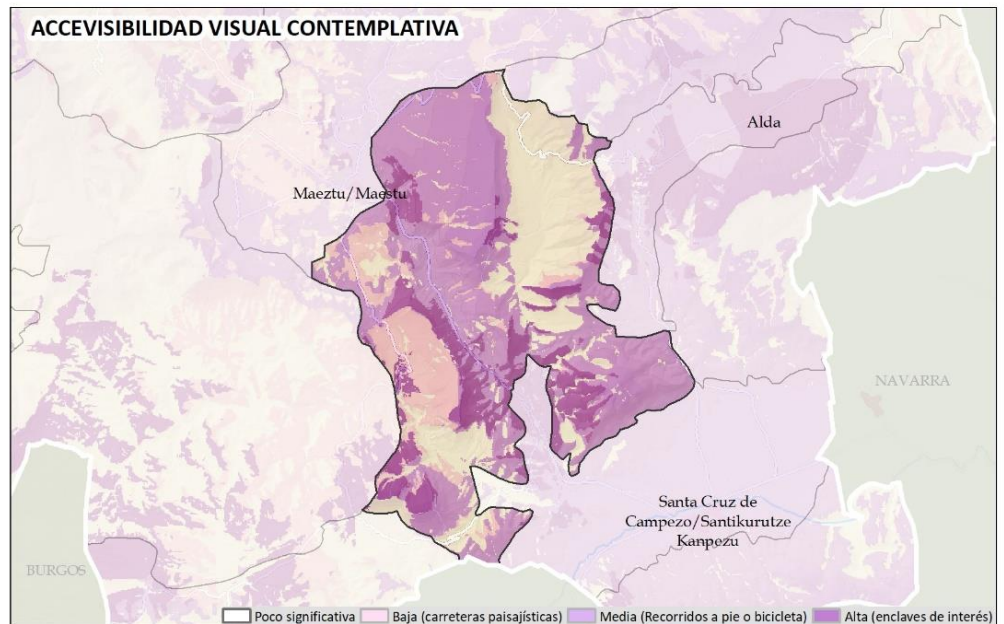 ACCEVISIBILIDAD VISUAL CONTEMPLATIVA
Alda
Maeztu/Maestu
NAVARRA
Santa Cruz de
Campezo/Santikurutze
Kanpezu
BURGOS
Poco significativa
Baja (carreteras paisajísticas)
Media (Recorridos a pie o bicicleta)
Alta (enclaves de interés)